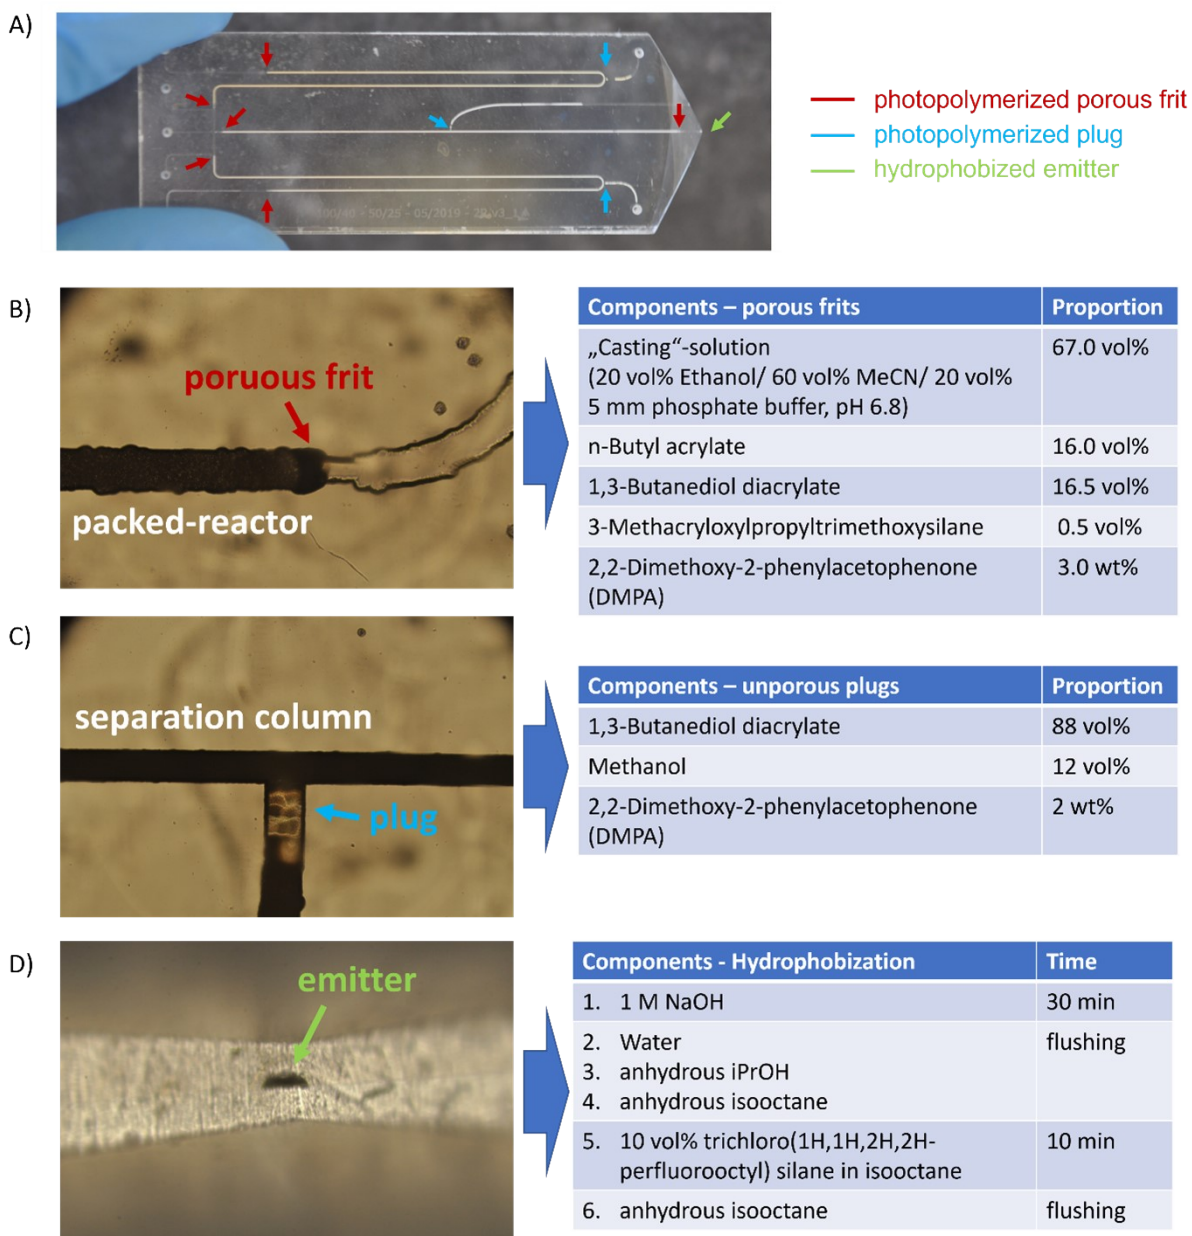 A)
photopolymerized porous frit
photopolymerized plug
hydrophobized emitter
B)
poruous frit
packed-reactor
Components – porous frits Proportion
„Casting“-solution 67.0 vol%
(20 vol% Ethanol/ 60 vol% MeCN/ 20 vol%
5 mm phosphate buffer, pH 6.8)
n-Butyl acrylate 16.0 vol%
1,3-Butanediol diacrylate 16.5 vol%
3-Methacryloxylpropyltrimethoxysilane 0.5 vol%
2,2-Dimethoxy-2-phenylacetophenone 3.0 wt%
(DMPA)
C)
separation column
plug
Components – unporous plugs Proportion
1,3-Butanediol diacrylate 88 vol%
Methanol 12 vol%
2,2-Dimethoxy-2-phenylacetophenone 2 wt%
(DMPA)
D)
emitter
Components - Hydrophobization Time
1. 1 M NaOH 30 min
2. Water flushing
3. anhydrous iPrOH
4. anhydrous isooctane
5. 10 vol% trichloro(1H,1H,2H,2H- 10 min
perfluorooctyl) silane in isooctane
6. anhydrous isooctane flushing